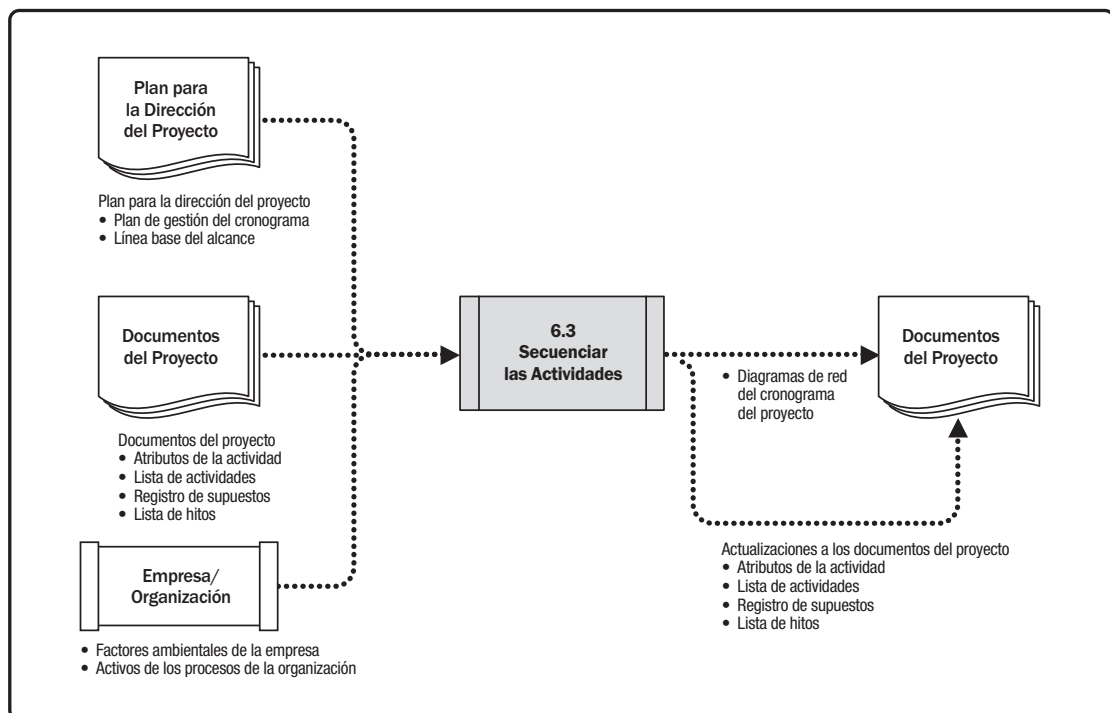 Plan para
la Dirección
del Proyecto
Plan para la dirección del proyecto
• Plan de gestión del cronograma
• Línea base del alcance
Documentos
del Proyecto
Documentos del proyecto
• Atributos de la actividad
• Lista de actividades
• Registro de supuestos
• Lista de hitos
Empresa/
Organización
• Factores ambientales de la empresa
• Activos de los procesos de la organización
6.3
Secuenciar
las Actividades
• Diagramas de red
del cronograma
del proyecto
Documentos
del Proyecto
Actualizaciones a los documentos del proyecto
• Atributos de la actividad
• Lista de actividades
• Registro de supuestos
• Lista de hitos